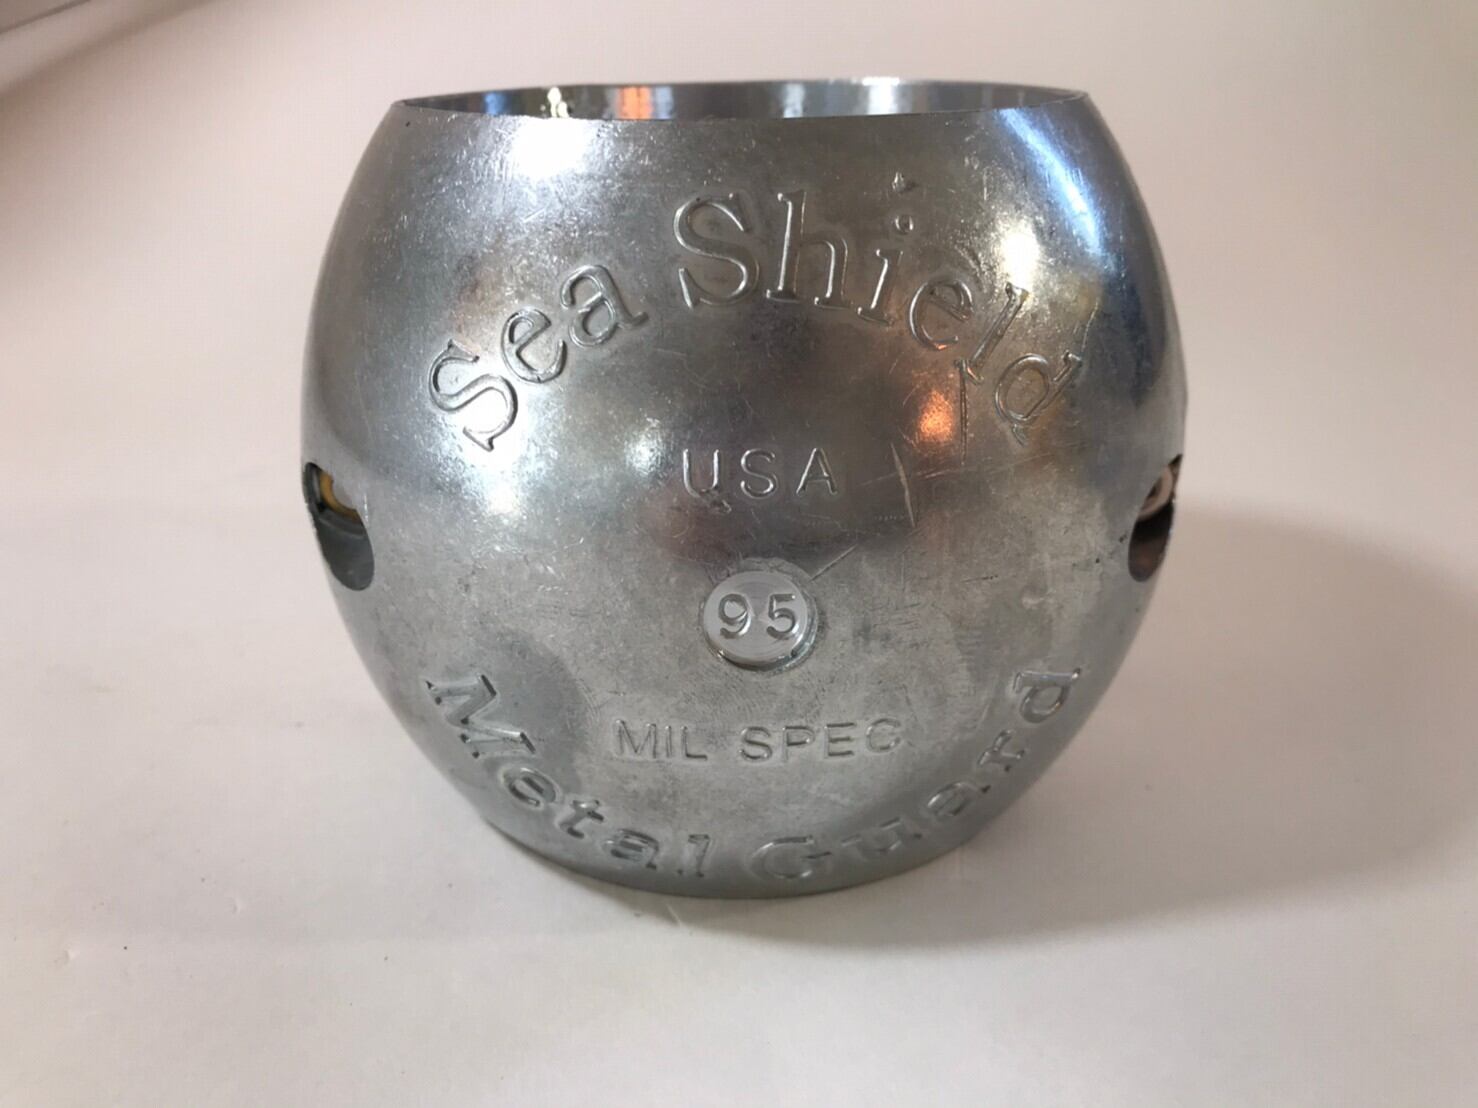 Sea Shield
USA
95
MIL SPEC
Metal Guard